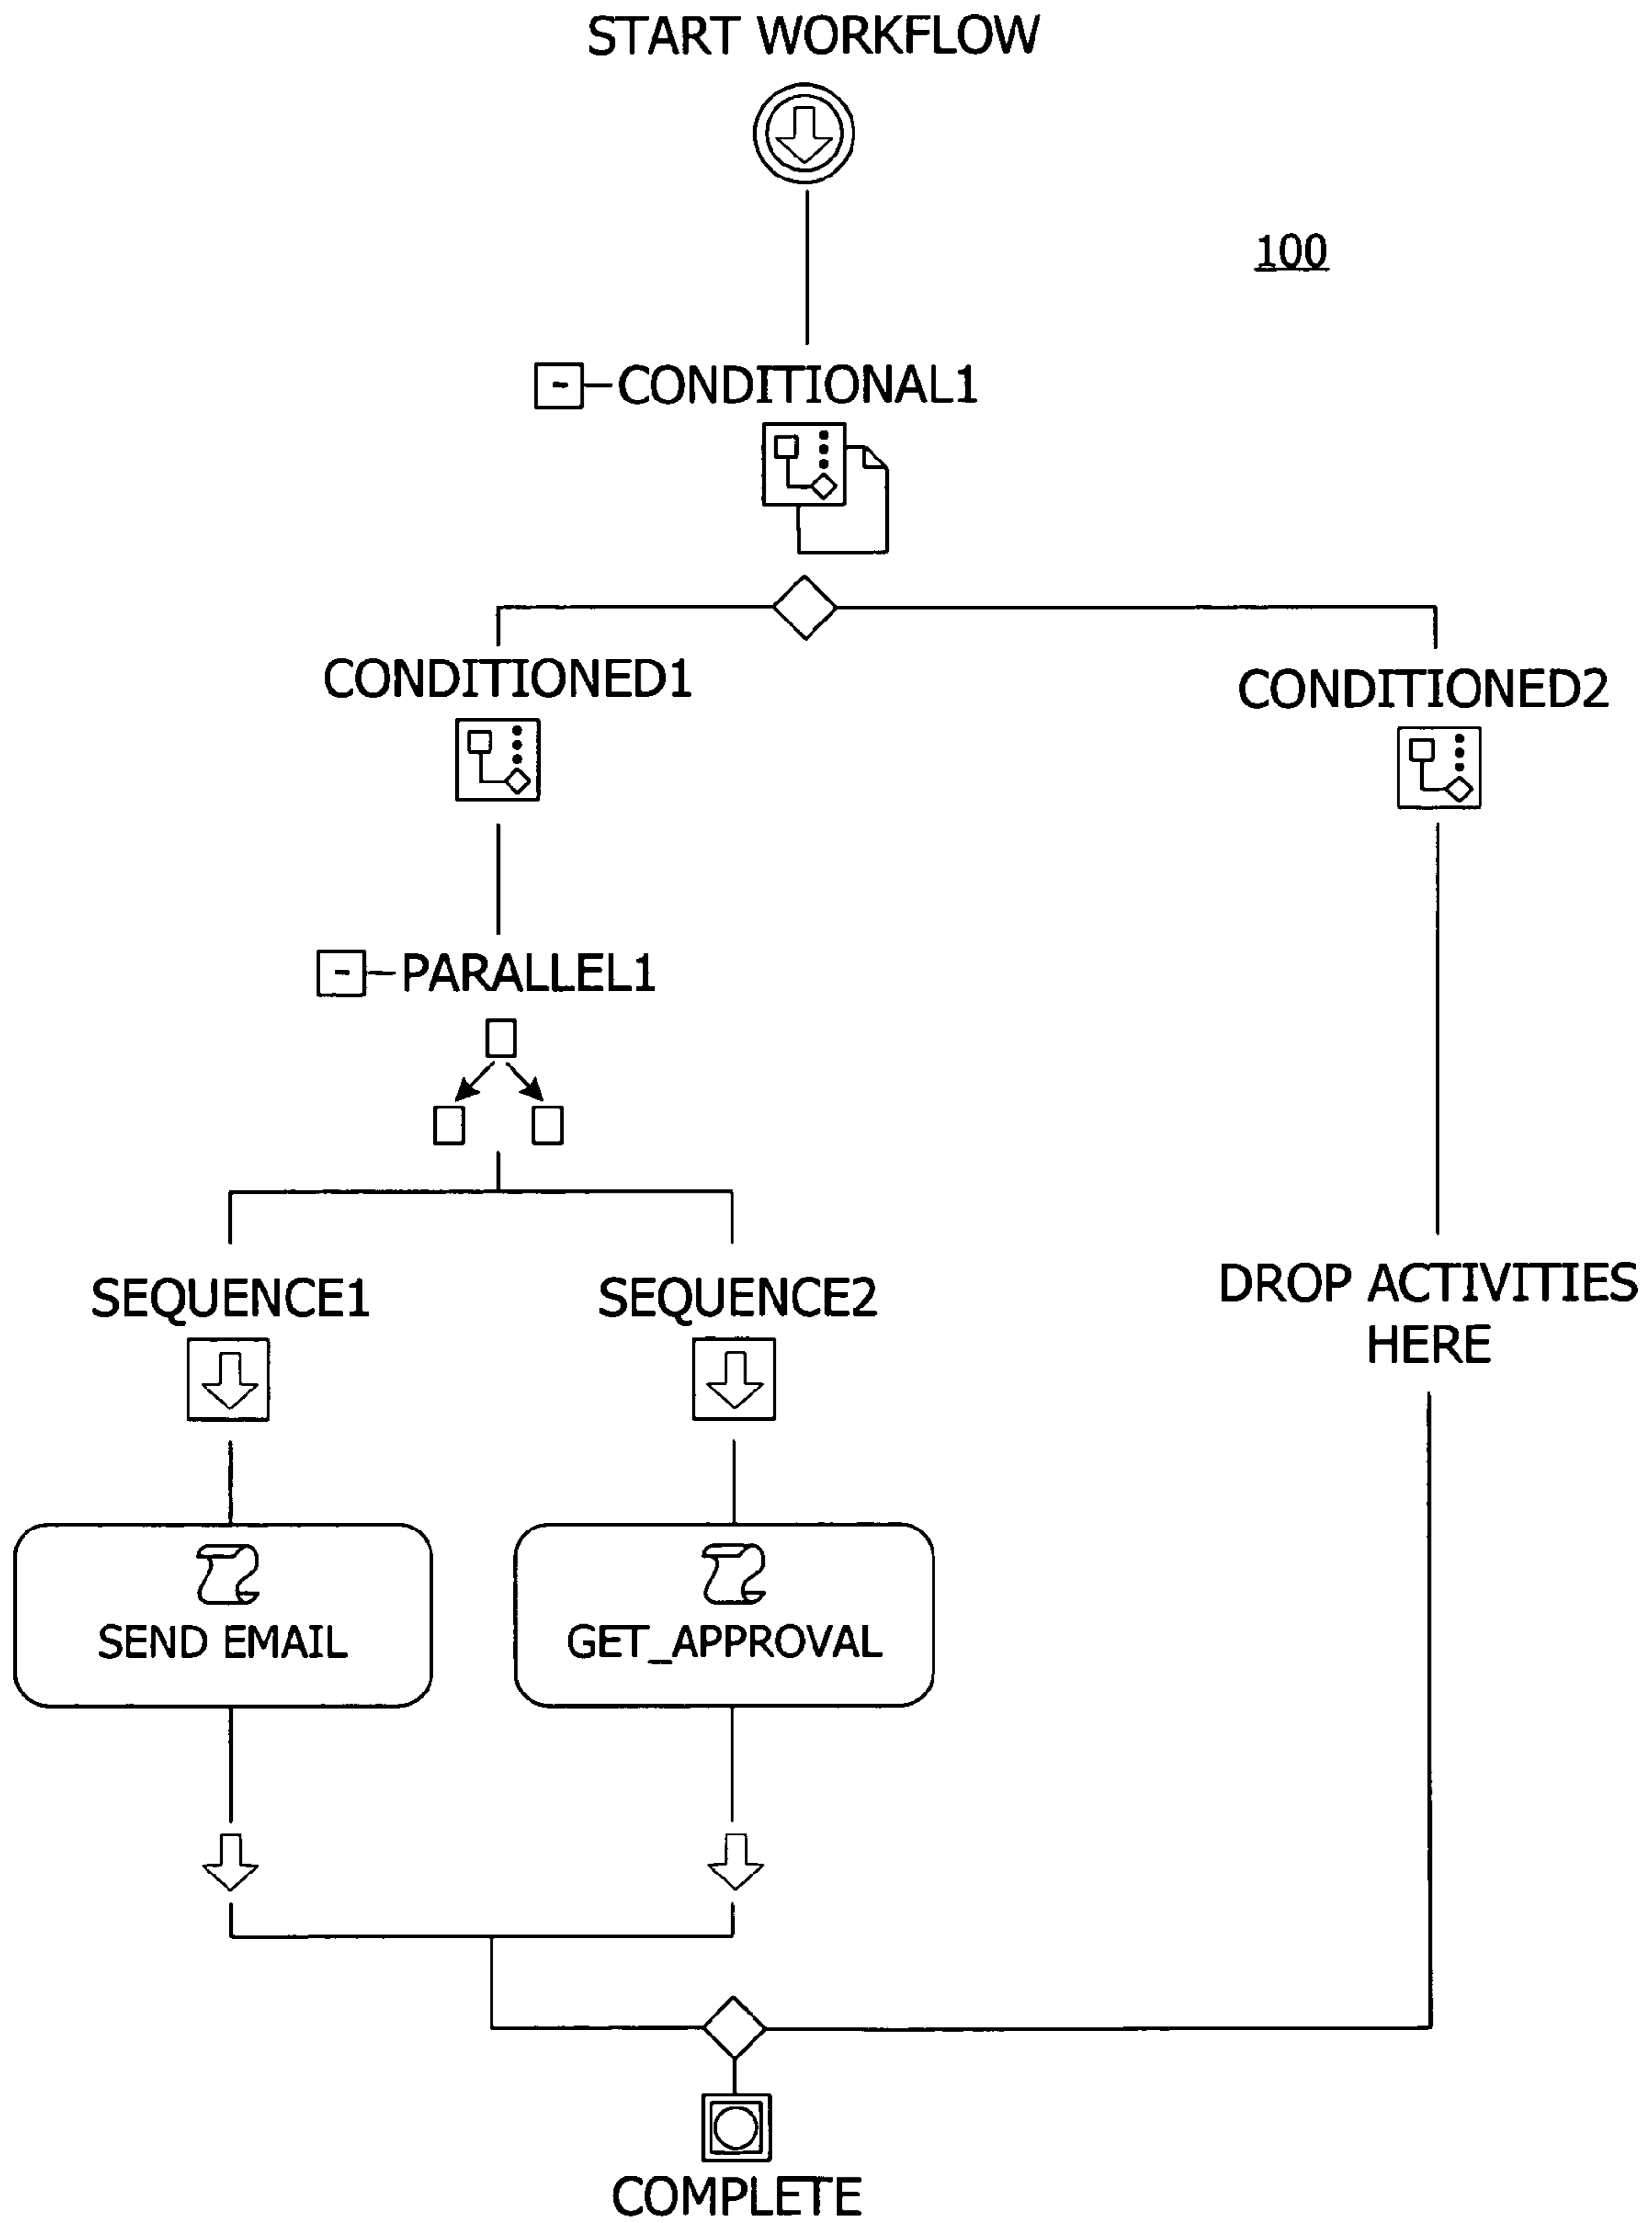 START WORKFLOW
100
CONDITIONAL1
CONDITIONED1
CONDITIONED2
PARALLEL1
SEQUENCE1
SEQUENCE2
DROP ACTIVITIES
HERE
SEND EMAIL
GET_APPROVAL
COMPLETE